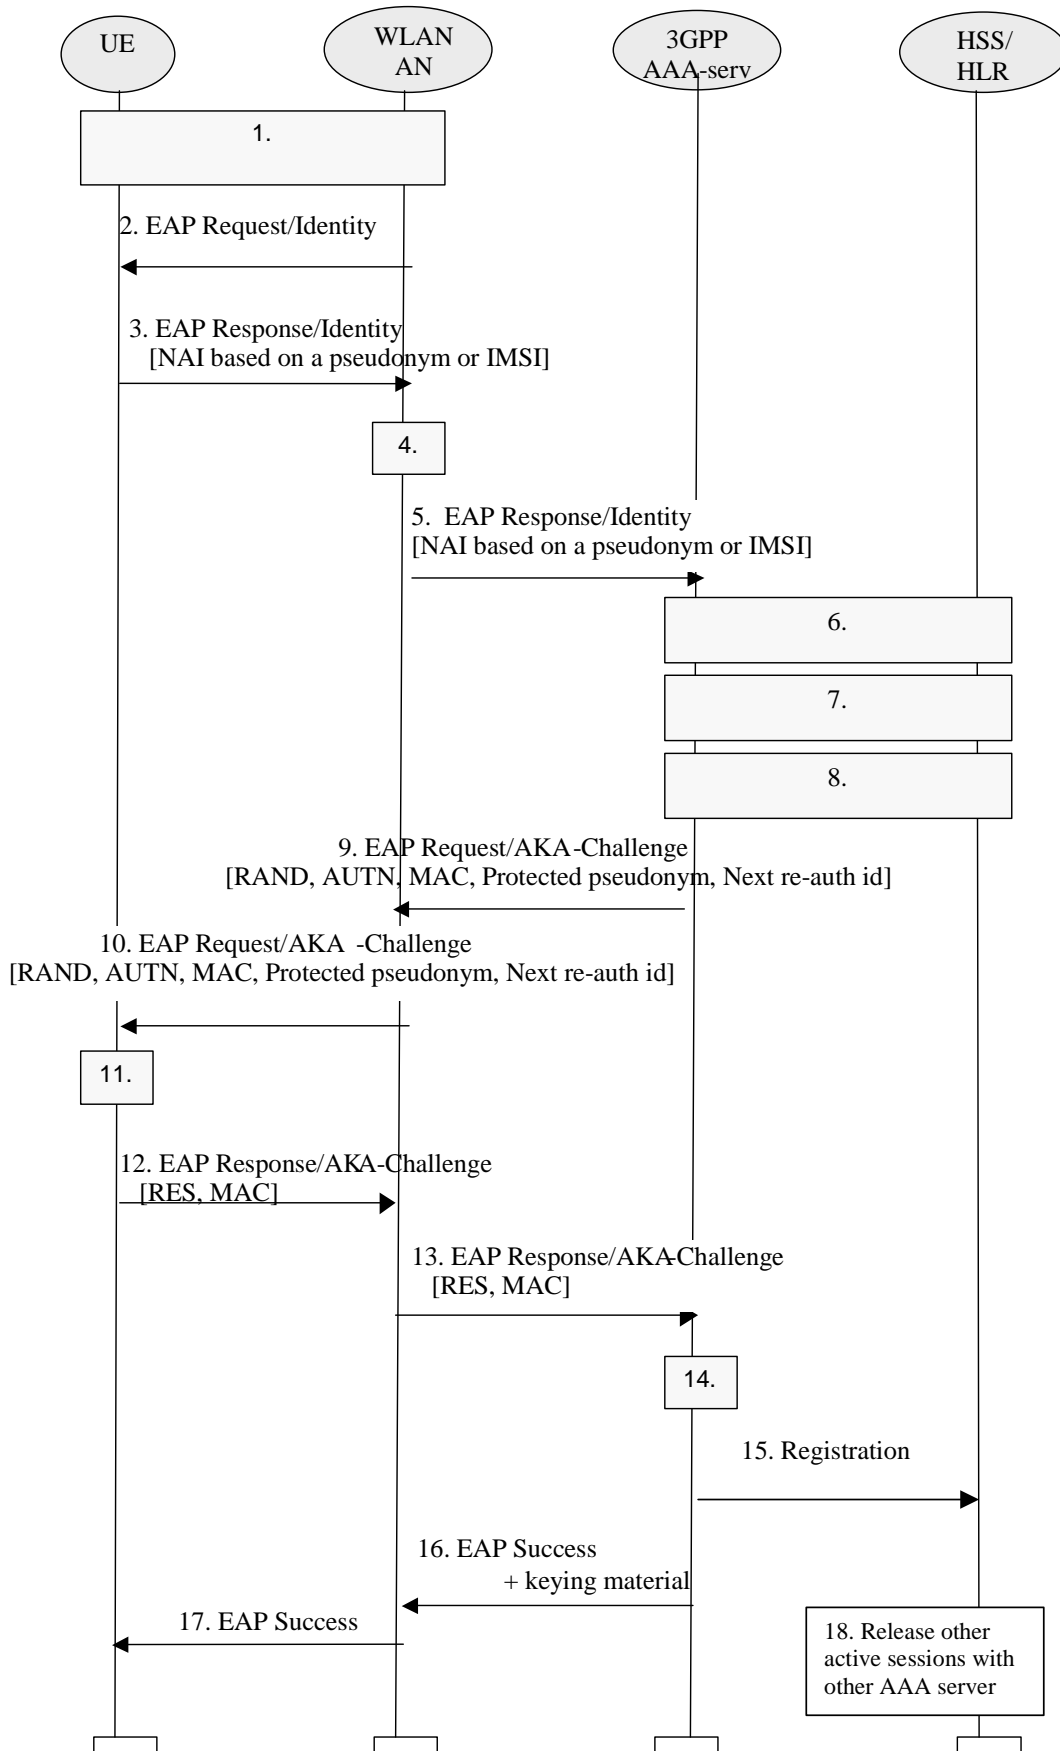 UE
WLAN
AN
3GPP
AAA-serv
HSS/
HLR
1.
2. EAP Request/Identity
3. EAP Response/Identity
[NAI based on a pseudonym or IMSI]
4.
5. EAP Response/Identity
[NAI based on a pseudonym or IMSI]
6.
7.
8.
9. EAP Request/AKA-Challenge
[RAND, AUTN, MAC, Protected pseudonym, Next re-auth id]
10. EAP Request/AKA -Challenge
[RAND, AUTN, MAC, Protected pseudonym, Next re-auth id]
11.
12. EAP Response/AKA-Challenge
[RES, MAC]
13. EAP Response/AKA-Challenge
[RES, MAC]
14.
15. Registration
16. EAP Success
+ keying material
17. EAP Success
18. Release other
active sessions with
other AAA server